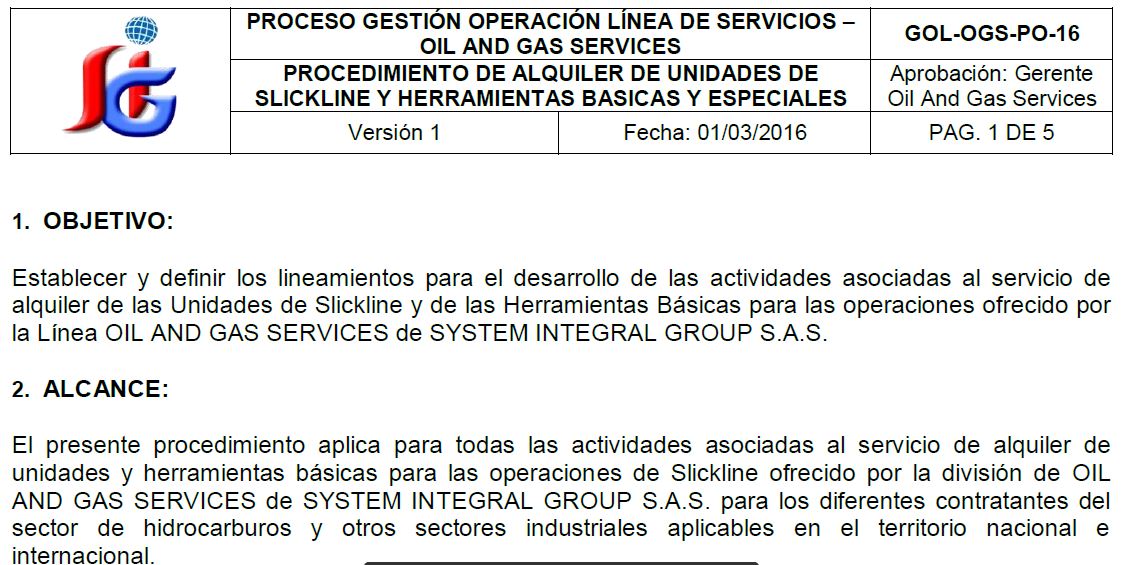 PROCESO GESTIÓN OPERACIÓN LÍNEA DE SERVICIOS –
OIL AND GAS SERVICES
GOL-OGS-PO-16
PROCEDIMIENTO DE ALQUILER DE UNIDADES DE
SLICKLINE Y HERRAMIENTAS BASICAS Y ESPECIALES
Aprobación: Gerente
Oil And Gas Services
Versión 1
Fecha: 01/03/2016
PAG. 1 DE 5
1. OBJETIVO:
Establecer y definir los lineamientos para el desarrollo de las actividades asociadas al servicio de
alquiler de las Unidades de Slickline y de las Herramientas Básicas para las operaciones ofrecido por
la Línea OIL AND GAS SERVICES de SYSTEM INTEGRAL GROUP S.A.S.
2. ALCANCE:
El presente procedimiento aplica para todas las actividades asociadas al servicio de alquiler de
unidades y herramientas básicas para las operaciones de Slickline ofrecido por la división de OIL
AND GAS SERVICES de SYSTEM INTEGRAL GROUP S.A.S. para los diferentes contratantes del
sector de hidrocarburos y otros sectores industriales aplicables en el territorio nacional e
internacional.